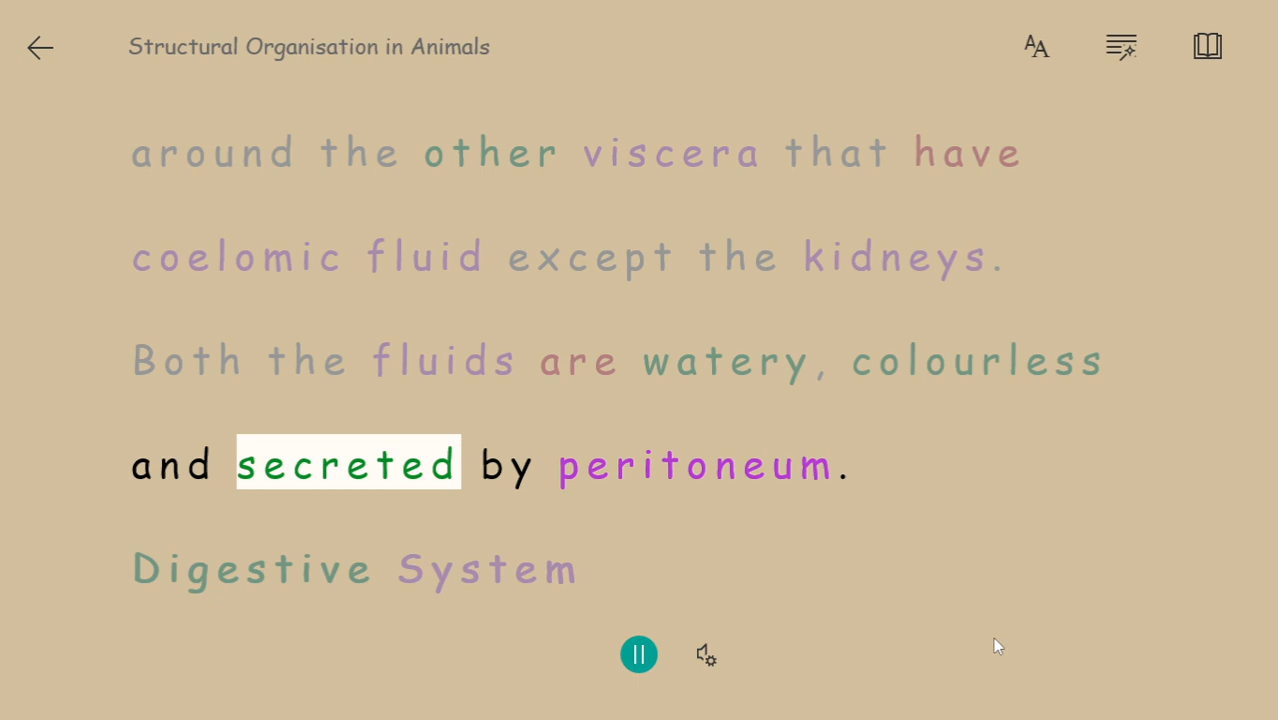 Structural Organisation in Animals
around the other viscera that have
coelomic fluid except the kidneys.
Both the fluids are watery, colourless
and secreted by peritoneum.
Digestive System